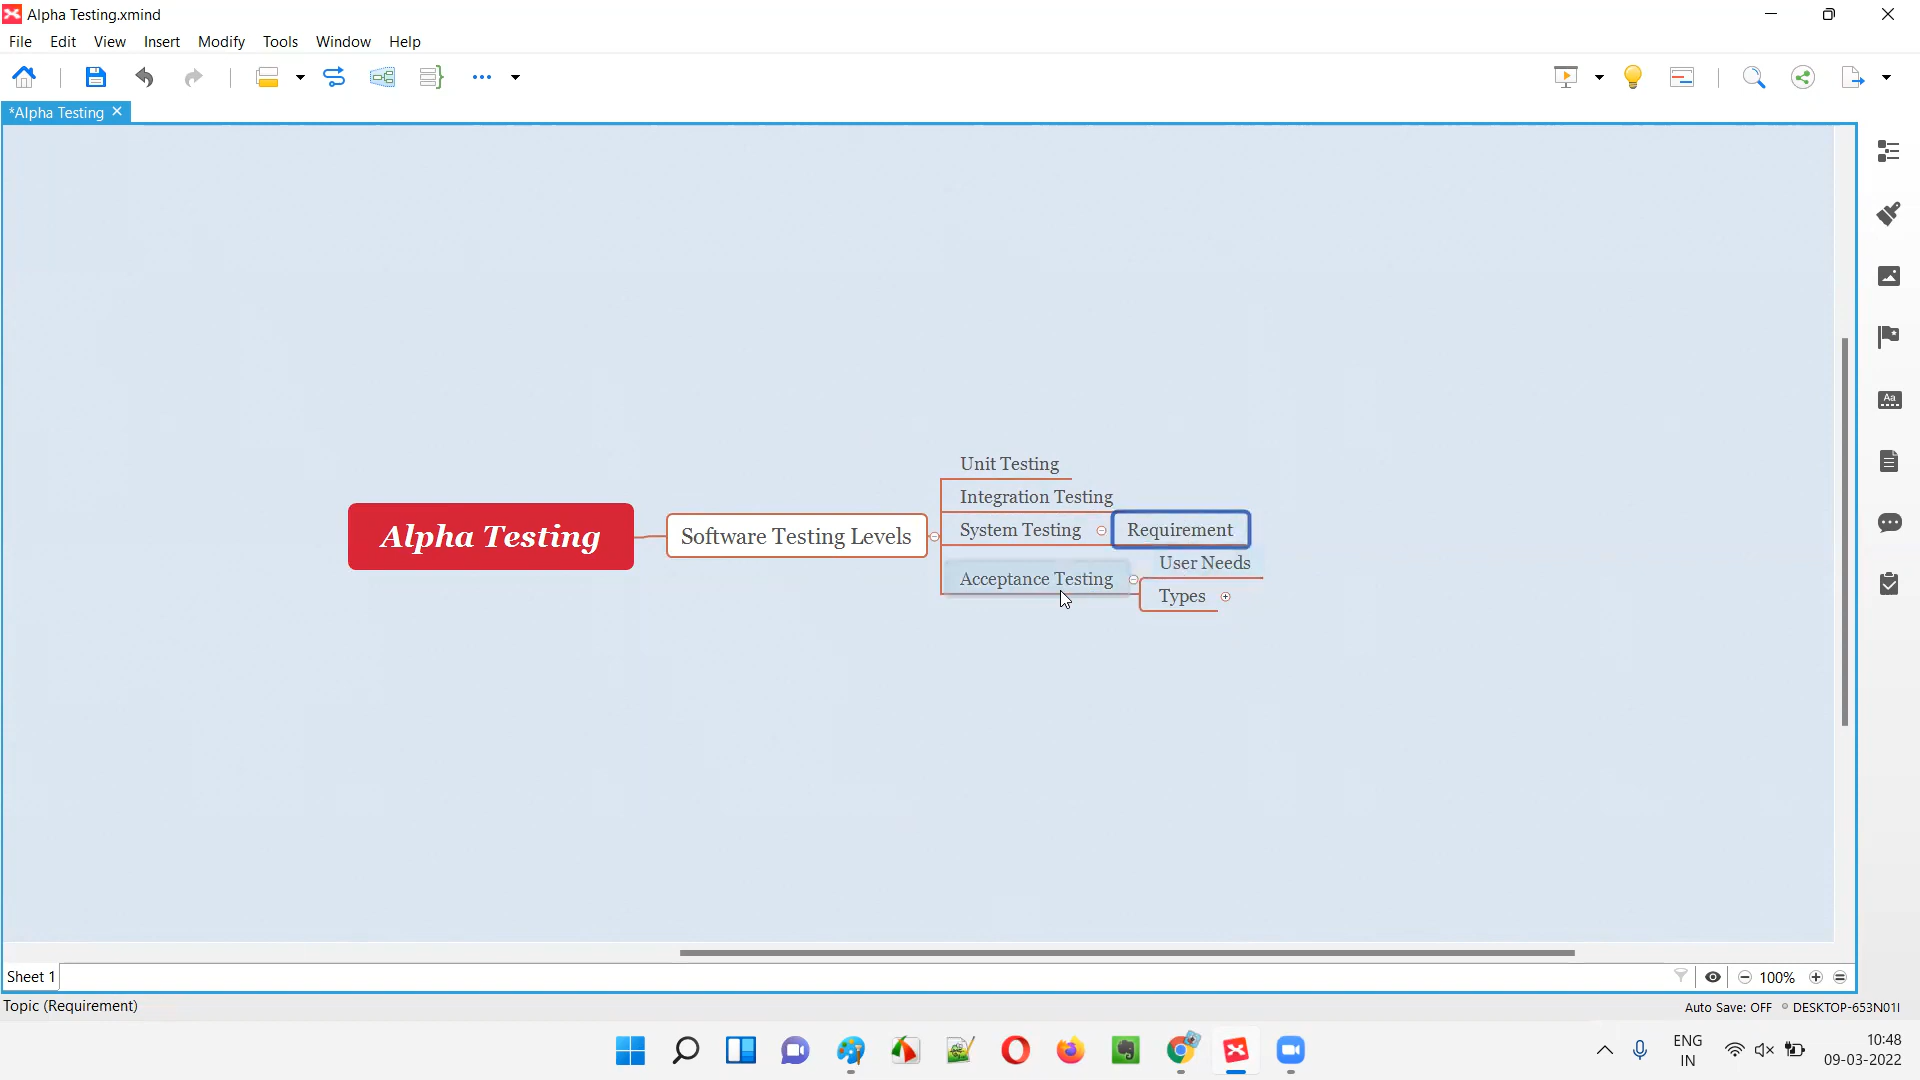 Alpha Testing.xmind
File Edit View Insert Modify Tools Window Help
*Alpha Testing
Unit Testing
Integration Testing
Alpha Testing
Software Testing Levels
System Testing
Requirement
Acceptance Testing
User Needs
Types
Aa
Sheet 1
100%
Topic (Requirement)
Auto Save: OFF
DESKTOP-653N01I
ENG
IN
10:48
09-03-2022